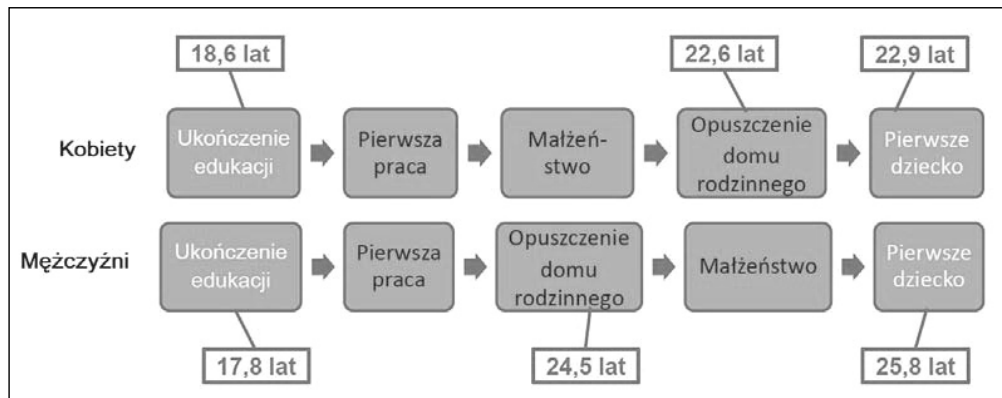 18,6 lat
22,6 lat
22,9 lat
Kobiety
Ukończenie
edukacji
Pierwsza
praca
Małżeń-
stwo
Opuszczenie
domu
rodzinnego
Pierwsze
dziecko
Mężczyźni
Ukończenie
edukacji
Pierwsza
praca
Opuszczenie
domu
rodzinnego
Małżeństwo
Pierwsze
dziecko
17,8 lat
24,5 lat
25,8 lat